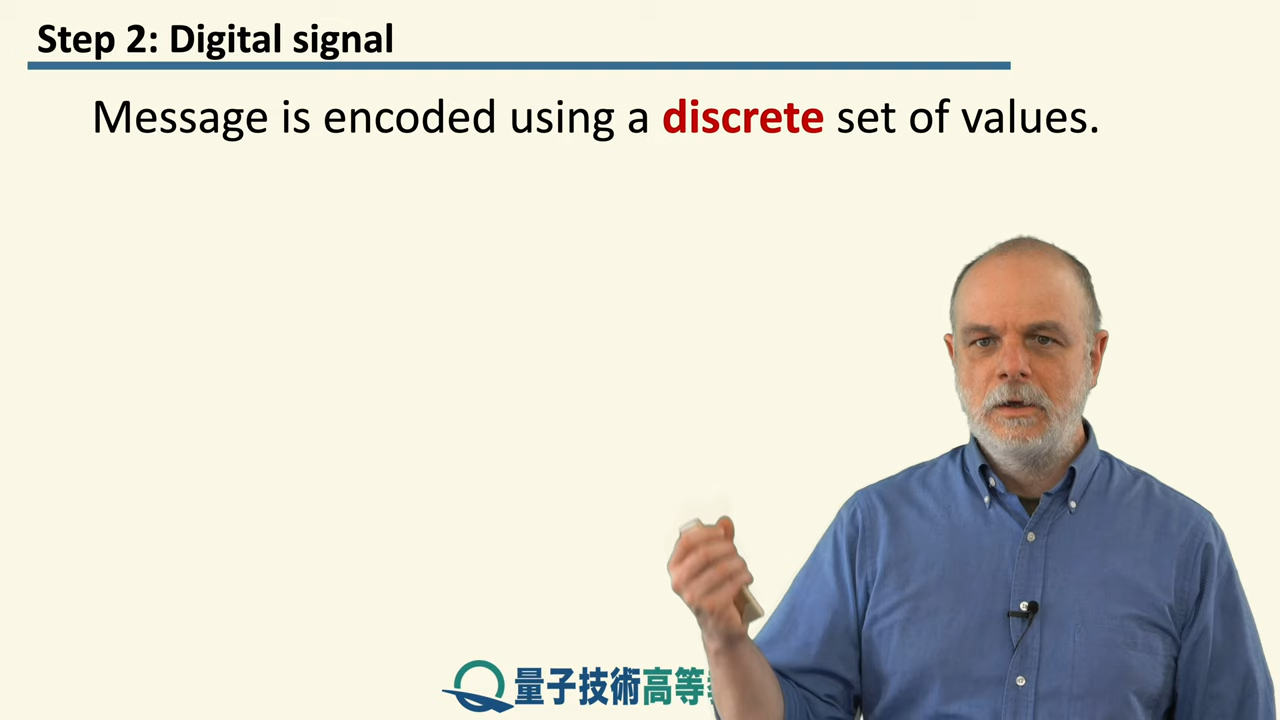 Step 2: Digital signal
Message is encoded using a discrete set of values.
量子技術高等